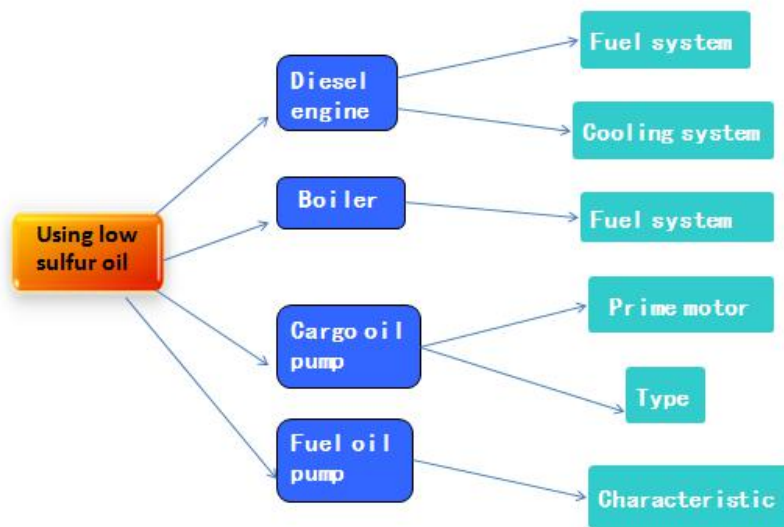 Using low
sulfur oil
Diesel
engine
Boiler
Cargo oil
pump
Fuel oil
pump
Fuel system
Cooling system
Fuel system
Prime motor
Type
Characteristic